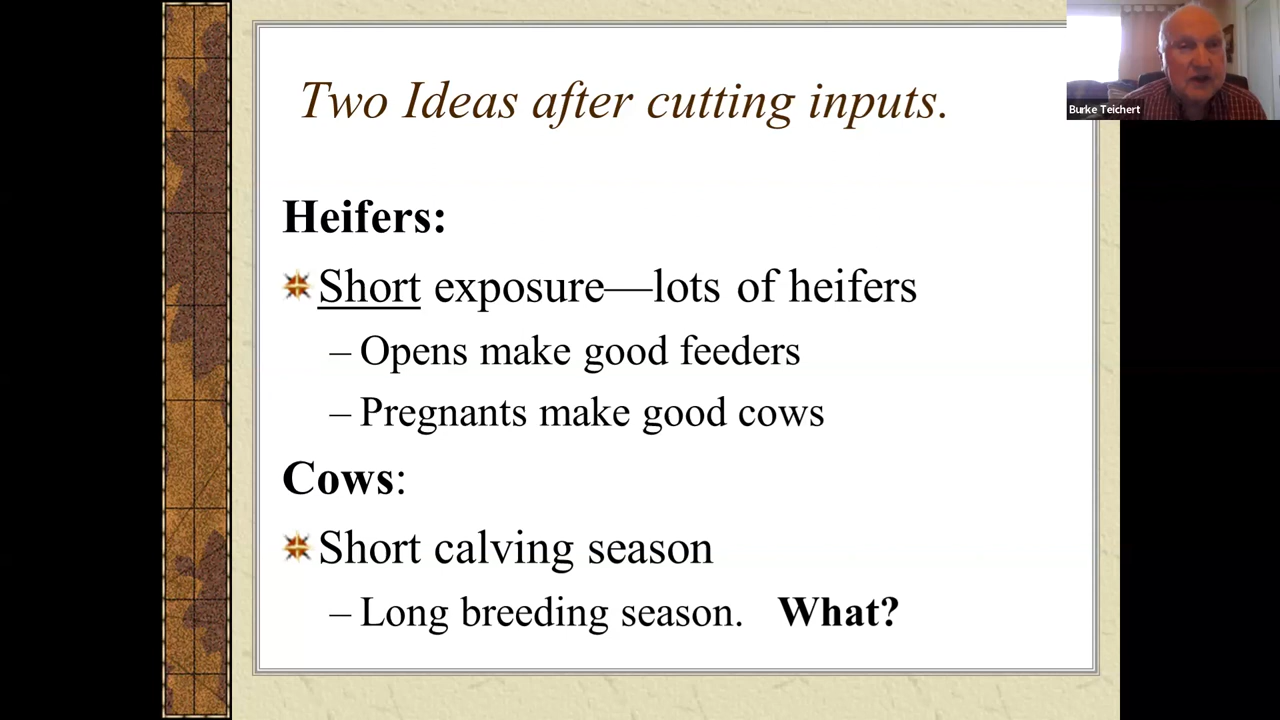 Two Ideas after cutting inputs.
Burke Teichert
Heifers:
Short exposure—lots of heifers
– Opens make good feeders
– Pregnants make good cows
Cows:
Short calving season
– Long breeding season. What?